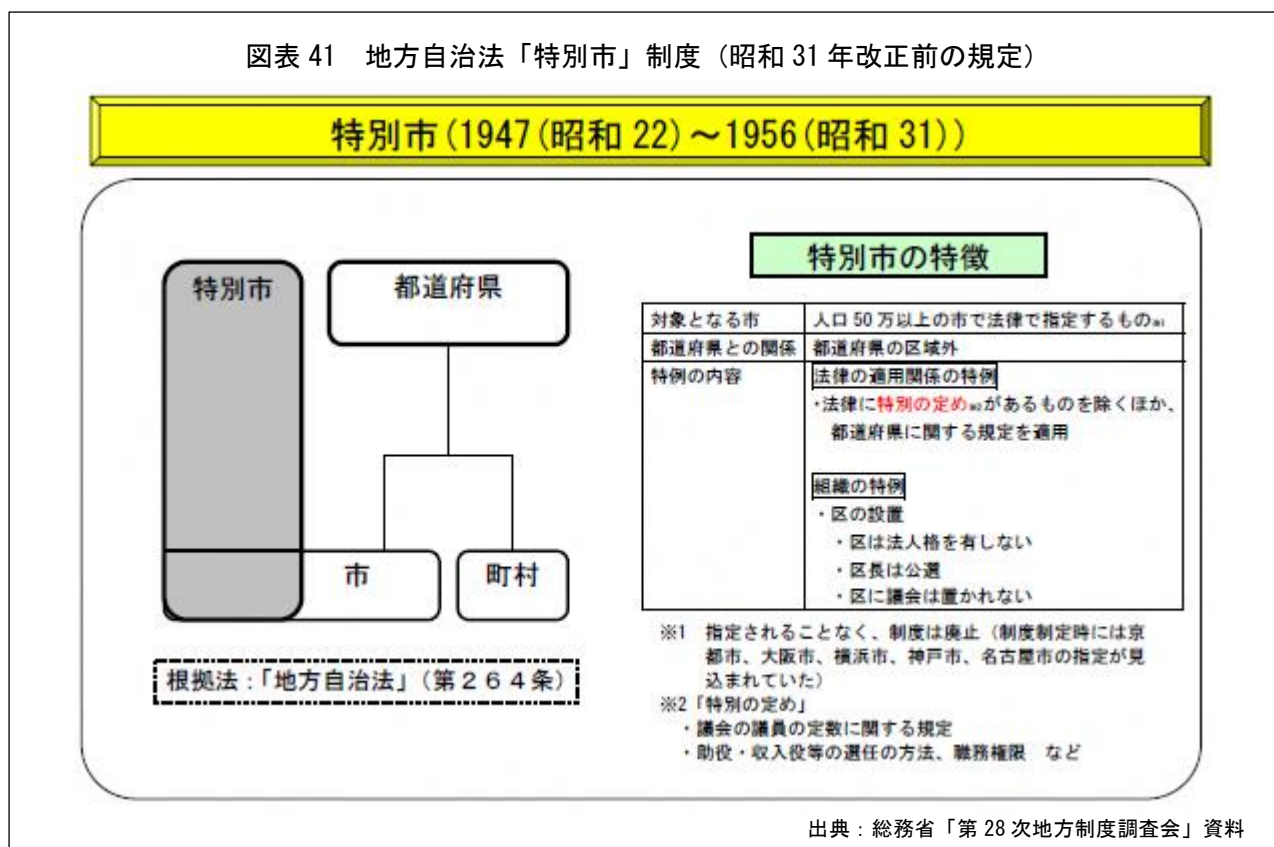 図表 41　地方自治法「特別市」制度（昭和 31 年改正前の規定）
特別市(1947(昭和 22)～1956(昭和 31))
特別市
都道府県
市
町村
根拠法：「地方自治法」（第２６４条）
特別市の特徴
対象となる市　人口 50 万以上の市で法律で指定するもの※1
都道府県との関係　都道府県の区域外
特例の内容　法律の適用関係の特例
・法律に特別の定め※2があるものを除くほか、
都道府県に関する規定を適用
組織の特例
・区の設置
・区は法人格を有しない
・区長は公選
・区に議会は置かれない
※1　指定されることなく、制度は廃止（制度制定時には京
都市、大阪市、横浜市、神戸市、名古屋市の指定が見
込まれていた）
※2「特別の定め」
・議会の議員の定数に関する規定
・助役・収入役等の選任の方法、職務権限　など
出典：総務省「第 28 次地方制度調査会」資料